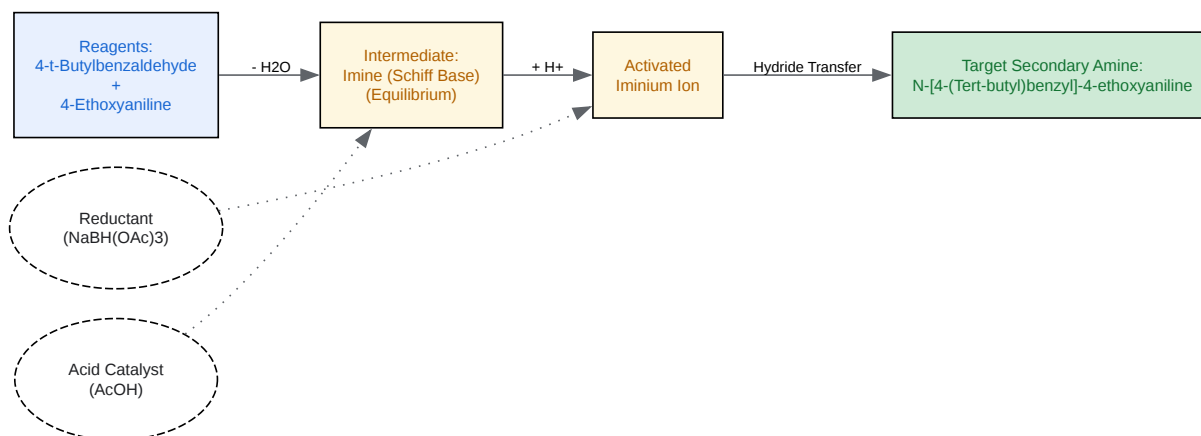 Reagents:
4-t-Butylbenzaldehyde
+
4-Ethoxyaniline
- H2O
Intermediate:
Imine (Schiff Base)
(Equilibrium)
+ H+
Activated
Iminium Ion
Hydride Transfer
Target Secondary Amine:
N-[4-(Tert-butyl)benzyl]-4-ethoxyaniline
Reductant
(NaBH(OAc)3)
Acid Catalyst
(AcOH)